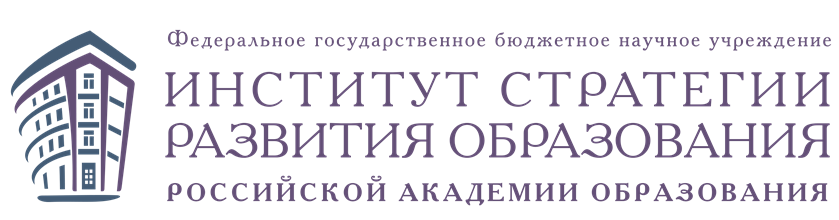 Федеральное государственное бюджетное научное учреждение
ИНСТИТУТ СТРАТЕГИИ
РАЗВИТИЯ ОБРАЗОВАНИЯ
РОССИЙСКОЙ АКАДЕМИИ ОБРАЗОВАНИЯ